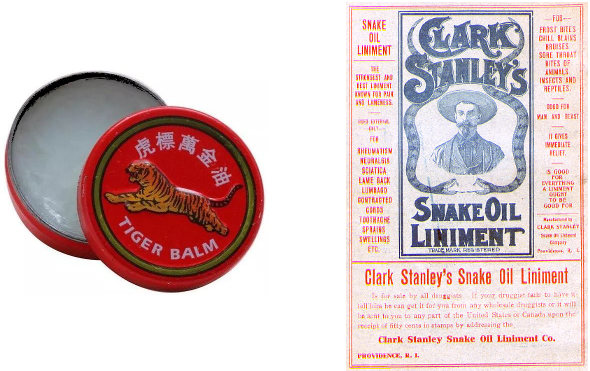 虎標萬金油
TIGER BALM
SNAKE
OIL
LINIMENT
THE
STRONGEST AND
BEST LINIMENT
KNOWN FOR PAIN
AND LAMENESS.
USED EXTERNAL
ONLY.
FOR
RHEUMATISM
NEURALGIA
SCIATICA
LAME BACK
LUMBAGO
CONTRACTED
CORDS
TOOTHACHE
SPRAINS
SWELLINGS
ETC.
CLARK
STANLEY'S
SNAKE OIL
LINIMENT
TRADE MARK REGISTERED
FOR
FROST BITES
CHILL BLAINS
BRUISES
SORE THROAT
BITES OF
ANIMALS
INSECTS AND
REPTILES.
GOOD FOR
MAN AND BEAST
IT GIVES
IMMEDIATE
RELIEF.
IS GOOD
FOR
EVERYTHING
A LINIMENT
OUGHT
TO BE
GOOD FOR
Manufactured by
CLARK STANLEY
Snake Oil Liniment
Company
Providence, R. I.
Clark Stanley's Snake Oil Liniment
Is for sale by all druggists. If your druggist fails to have it
tell him he can get it for you from any wholesale druggists or it will
be sent to you to any part of the United States or Canada upon the
receipt of fifty cents in stamps by addressing the
Clark Stanley Snake Oil Liniment Co.
PROVIDENCE, R. I.